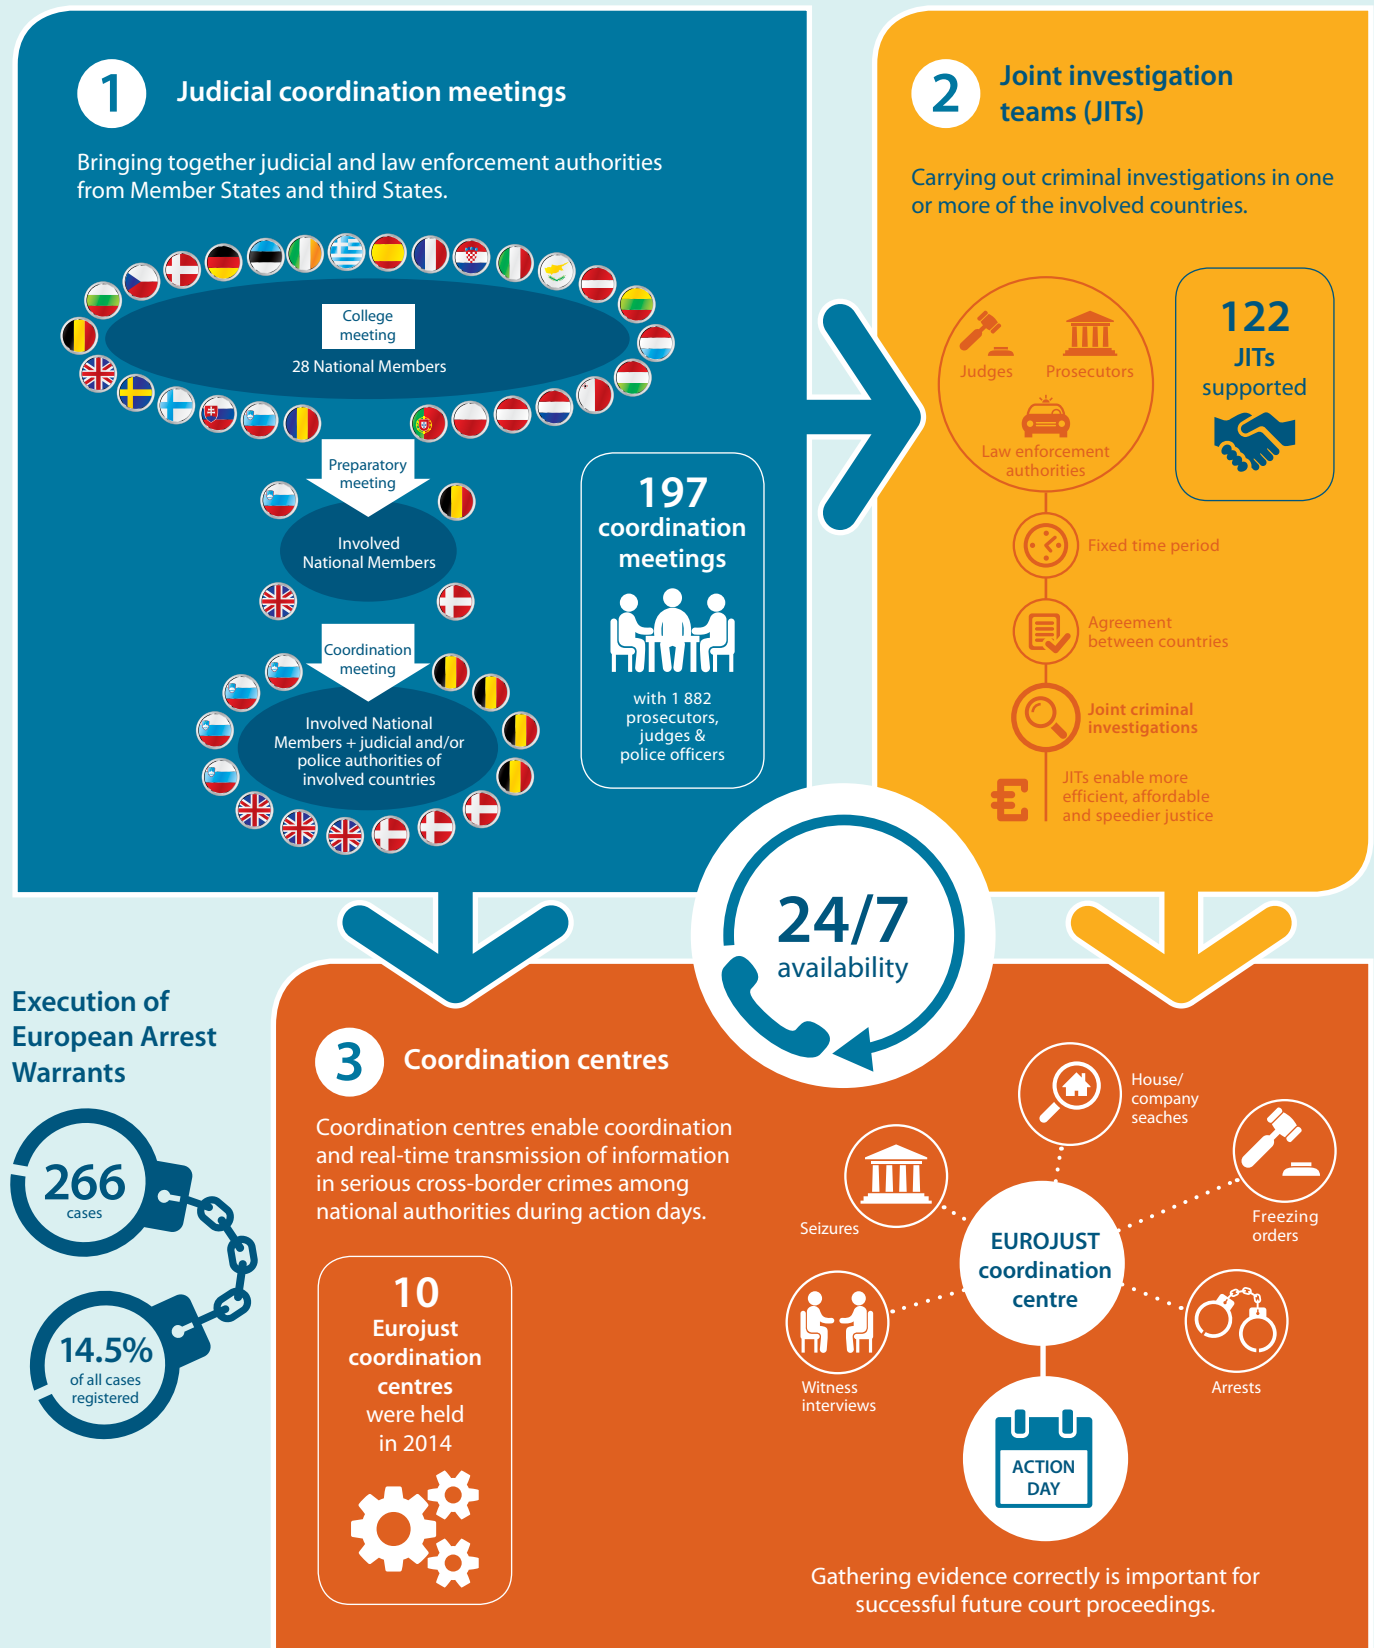 1
Judicial coordination meetings
Bringing together judicial and law enforcement authorities
from Member States and third States.
College
meeting
28 National Members
Preparatory
meeting
Involved
National Members
Coordination
meeting
Involved National
Members + judicial and/or
police authorities of
involved countries
197
coordination
meetings
with 1 882
prosecutors,
judges &
police officers
2
Joint investigation
teams (JITs)
Carrying out criminal investigations in one
or more of the involved countries.
Judges
Prosecutors
Law enforcement
authorities
122
JITs
supported
Fixed time period
Agreement
between countries
Joint criminal
investigations
JITs enable more
efficient, affordable
and speedier justice
24/7
availability
Execution of
European Arrest
Warrants
266
cases
14.5%
of all cases
registered
3
Coordination centres
Coordination centres enable coordination
and real-time transmission of information
in serious cross-border crimes among
national authorities during action days.
10
Eurojust
coordination
centres
were held
in 2014
House/
company
seaches
Seizures
Freezing
orders
EUROJUST
coordination
centre
Witness
interviews
Arrests
ACTION
DAY
Gathering evidence correctly is important for
successful future court proceedings.